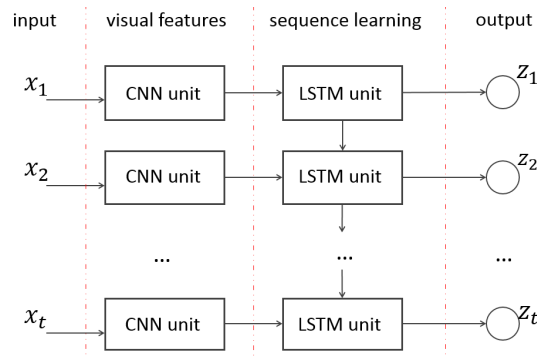 input visual features sequence learning output
x₁ CNN unit LSTM unit z₁
x₂ CNN unit LSTM unit z₂
... ... ...
xₜ CNN unit LSTM unit zₜ